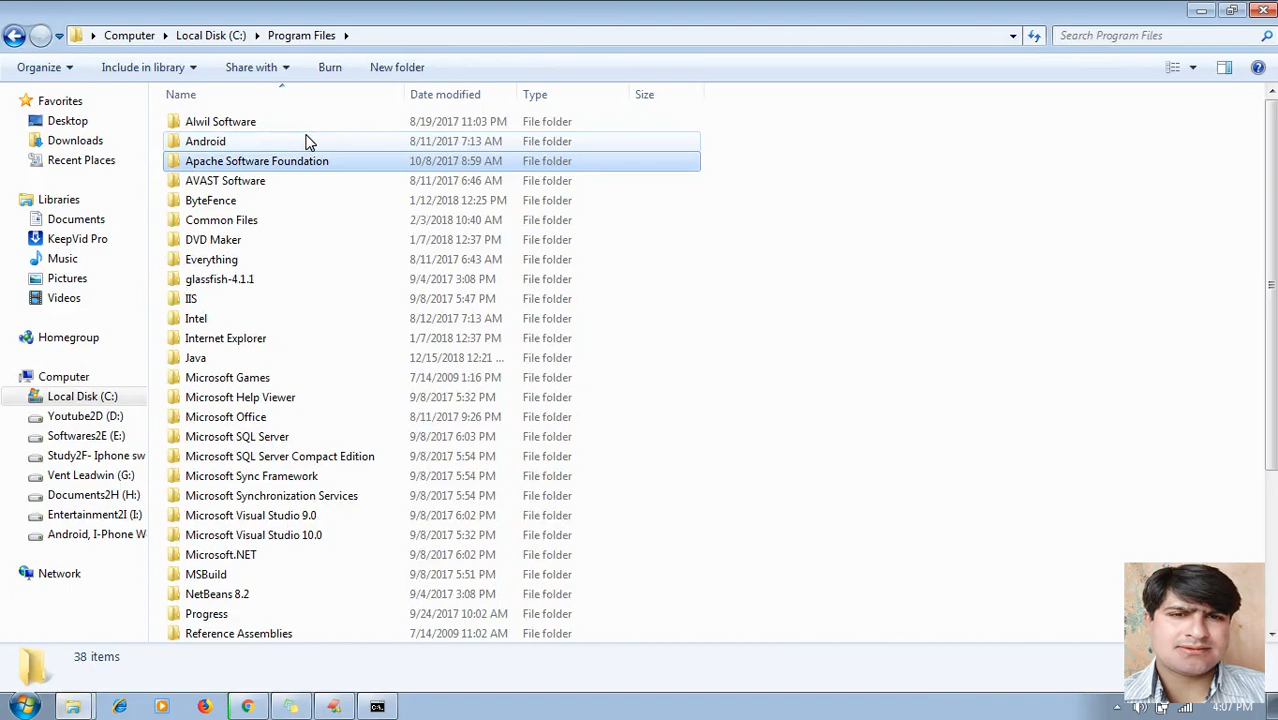 Computer Local Disk (C:) Program Files Search Program Files
Organize Include in library Share with Burn New folder
Name Date modified Type Size
Favorites
Desktop
Downloads
Recent Places
Libraries
Documents
KeepVid Pro
Music
Pictures
Videos
Homegroup
Computer
Local Disk (C:)
Youtube2D (D:)
Softwares2E (E:)
Study2F- Iphone sw
Vent Leadwin (G:)
Documents2H (H:)
Entertainment2I (I:)
Android, I-Phone W
Network
Alwil Software 8/19/2017 11:03 PM File folder
Android 8/11/2017 7:13 AM File folder
Apache Software Foundation 10/8/2017 8:59 AM File folder
AVAST Software 8/11/2017 6:46 AM File folder
ByteFence 1/12/2018 12:25 PM File folder
Common Files 2/3/2018 10:40 AM File folder
DVD Maker 1/7/2018 12:37 PM File folder
Everything 8/11/2017 6:43 AM File folder
glassfish-4.1.1 9/4/2017 3:08 PM File folder
IIS 9/8/2017 5:47 PM File folder
Intel 8/12/2017 7:13 AM File folder
Internet Explorer 1/7/2018 12:37 PM File folder
Java 12/15/2018 12:21 ... File folder
Microsoft Games 7/14/2009 1:16 PM File folder
Microsoft Help Viewer 9/8/2017 5:32 PM File folder
Microsoft Office 8/11/2017 9:26 PM File folder
Microsoft SQL Server 9/8/2017 6:03 PM File folder
Microsoft SQL Server Compact Edition 9/8/2017 5:54 PM File folder
Microsoft Sync Framework 9/8/2017 5:54 PM File folder
Microsoft Synchronization Services 9/8/2017 5:54 PM File folder
Microsoft Visual Studio 9.0 9/8/2017 6:02 PM File folder
Microsoft Visual Studio 10.0 9/8/2017 5:32 PM File folder
Microsoft.NET 9/8/2017 6:02 PM File folder
MSBuild 9/8/2017 5:51 PM File folder
NetBeans 8.2 9/4/2017 3:08 PM File folder
Progress 9/24/2017 10:02 AM File folder
Reference Assemblies 7/14/2009 11:02 AM File folder
38 items
4:07 PM